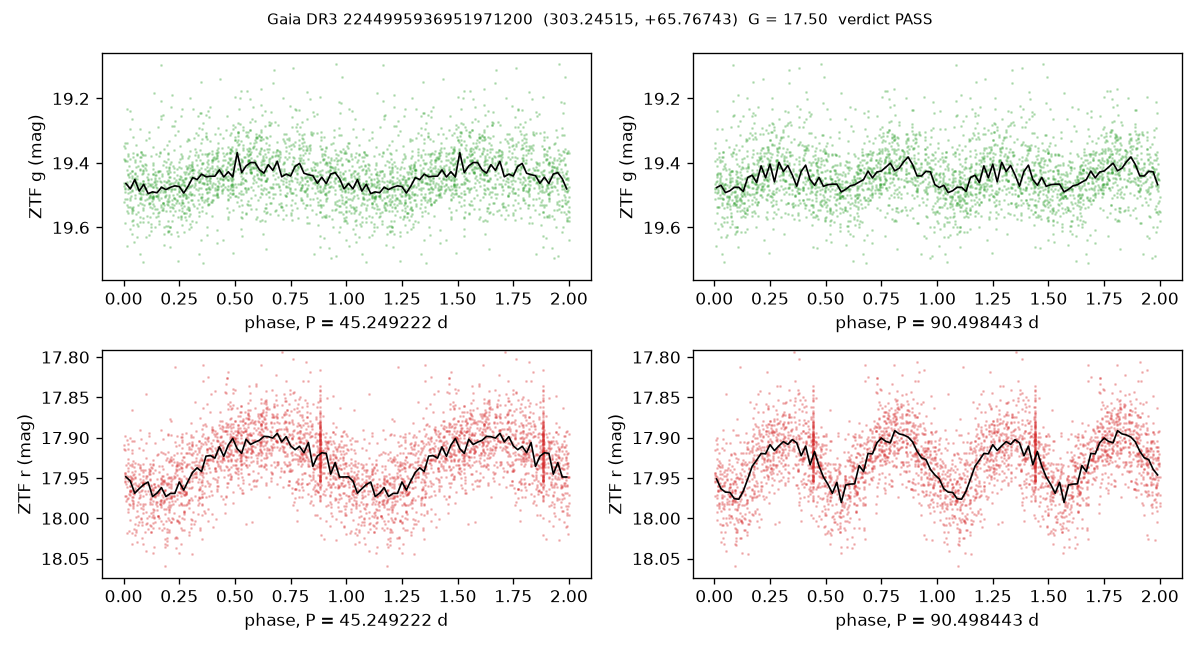 Gaia DR3 2244995936951971200 (303.24515, +65.76743) G = 17.50 verdict PASS
ZTF g (mag)
19.2
19.4
19.6
0.00 0.25 0.50 0.75 1.00 1.25 1.50 1.75 2.00
phase, P = 45.249222 d
ZTF g (mag)
19.2
19.4
19.6
0.00 0.25 0.50 0.75 1.00 1.25 1.50 1.75 2.00
phase, P = 90.498443 d
ZTF r (mag)
17.80
17.85
17.90
17.95
18.00
18.05
0.00 0.25 0.50 0.75 1.00 1.25 1.50 1.75 2.00
phase, P = 45.249222 d
ZTF r (mag)
17.80
17.85
17.90
17.95
18.00
18.05
0.00 0.25 0.50 0.75 1.00 1.25 1.50 1.75 2.00
phase, P = 90.498443 d